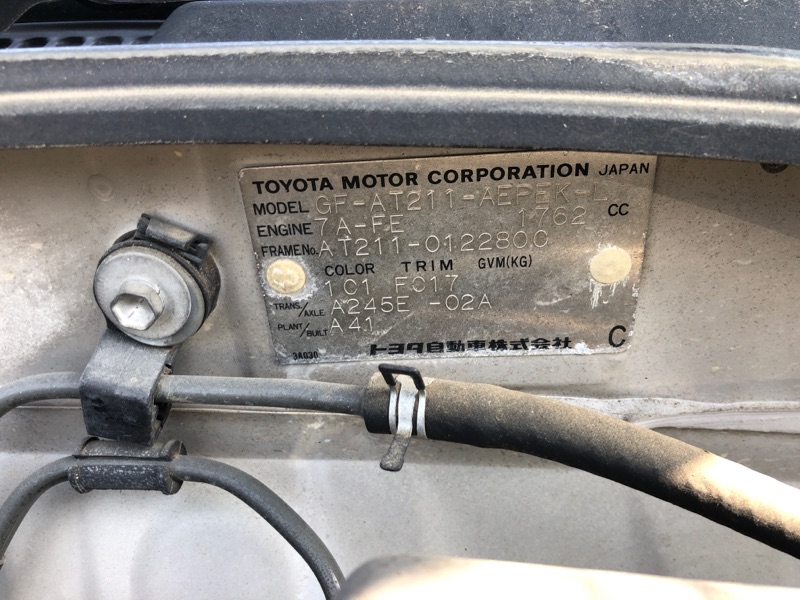 TOYOTA MOTOR CORPORATION JAPAN
MODEL GF-AT211-AEPEK-L
ENGINE 7A-FE 1762 CC
FRAME No. AT211-0122800
COLOR TRIM GVM(KG)
1C1 FC17
TRANS./AXLE A245E -02A
PLANT/BUILT A41
3A030 トヨタ自動車株式会社 C